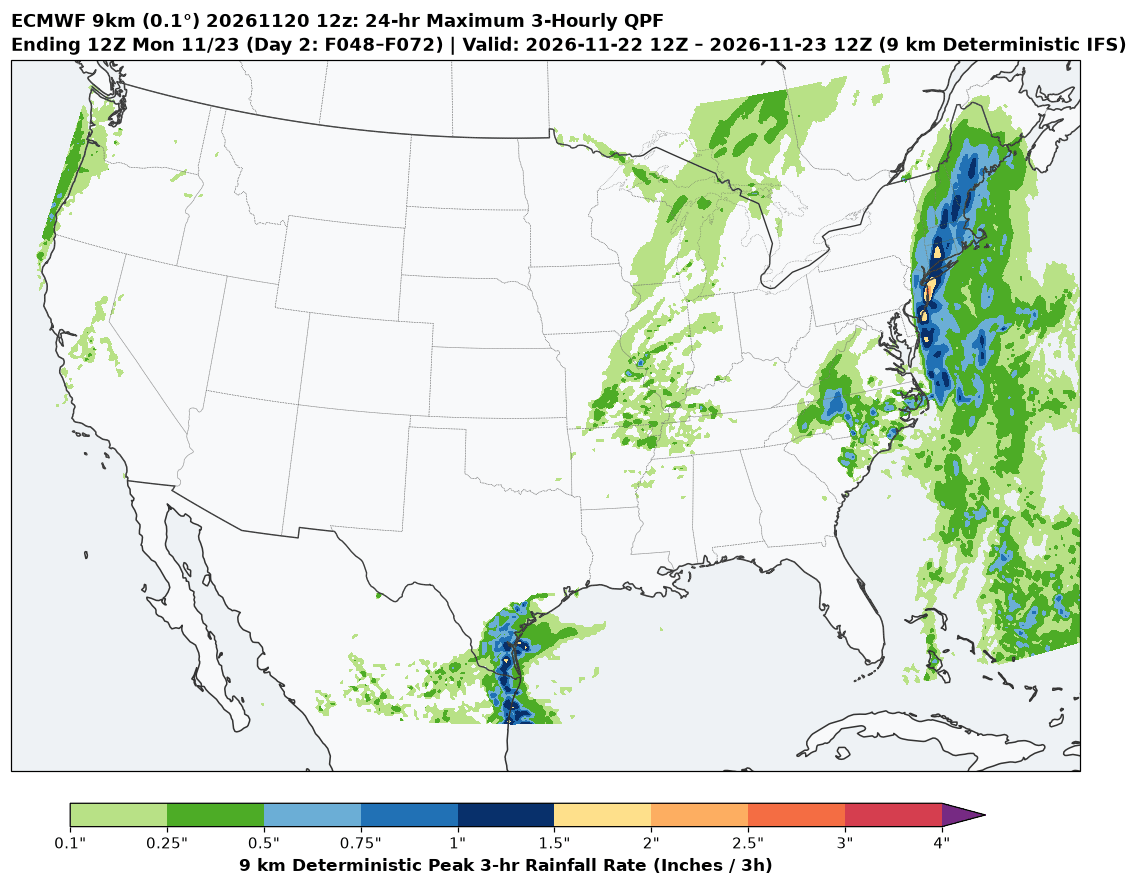 ECMWF 9km (0.1°) 20261120 12z: 24-hr Maximum 3-Hourly QPF
Ending 12Z Mon 11/23 (Day 2: F048–F072) | Valid: 2026-11-22 12Z – 2026-11-23 12Z (9 km Deterministic IFS)
0.1" 0.25" 0.5" 0.75" 1" 1.5" 2" 2.5" 3" 4"
9 km Deterministic Peak 3-hr Rainfall Rate (Inches / 3h)